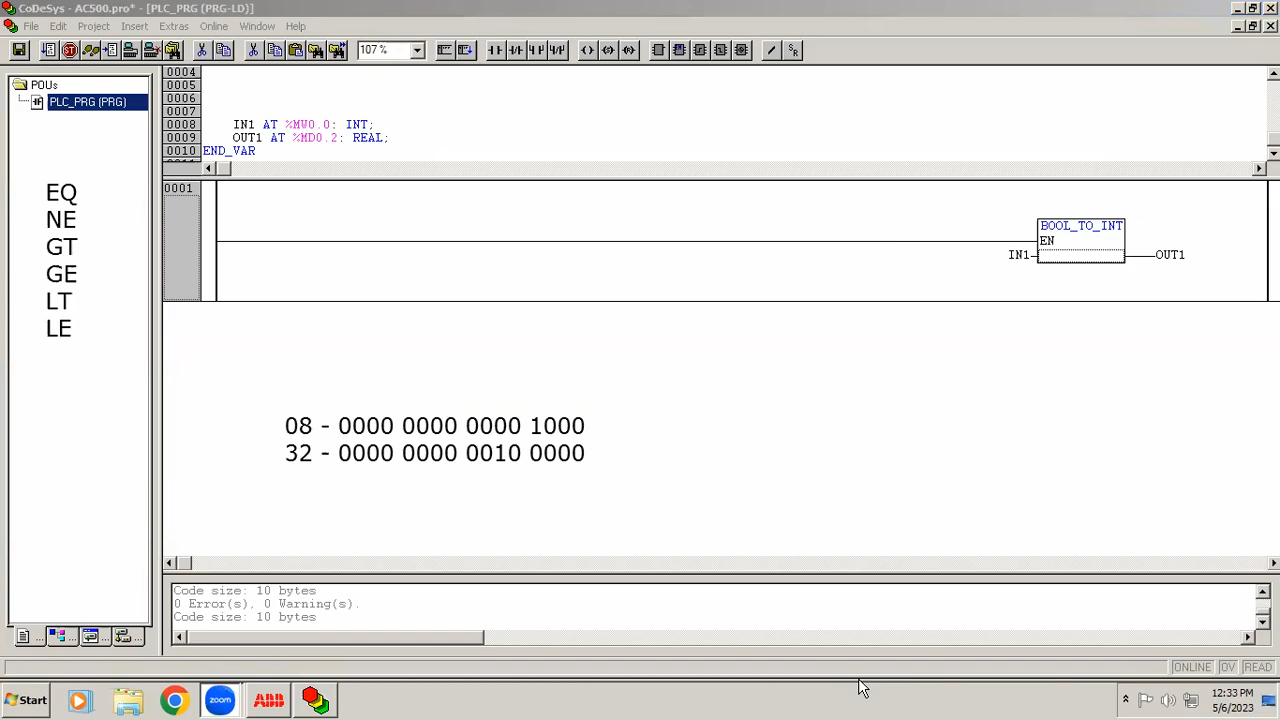 CoDeSys - AC500.pro* - [PLC_PRG (PRG-LD)]
File Edit Project Insert Extras Online Window Help
107 %
POUs
PLC_PRG (PRG)
EQ
NE
GT
GE
LT
LE
0004
0005
0006
0007
0008 IN1 AT %MW0.0: INT;
0009 OUT1 AT %MD0.2: REAL;
0010 END_VAR
0001
BOOL_TO_INT
EN
IN1 OUT1
08 - 0000 0000 0000 1000
32 - 0000 0000 0010 0000
Code size: 10 bytes
0 Error(s), 0 Warning(s).
Code size: 10 bytes
ONLINE OV READ
Start zoom ABB 12:33 PM
5/6/2023